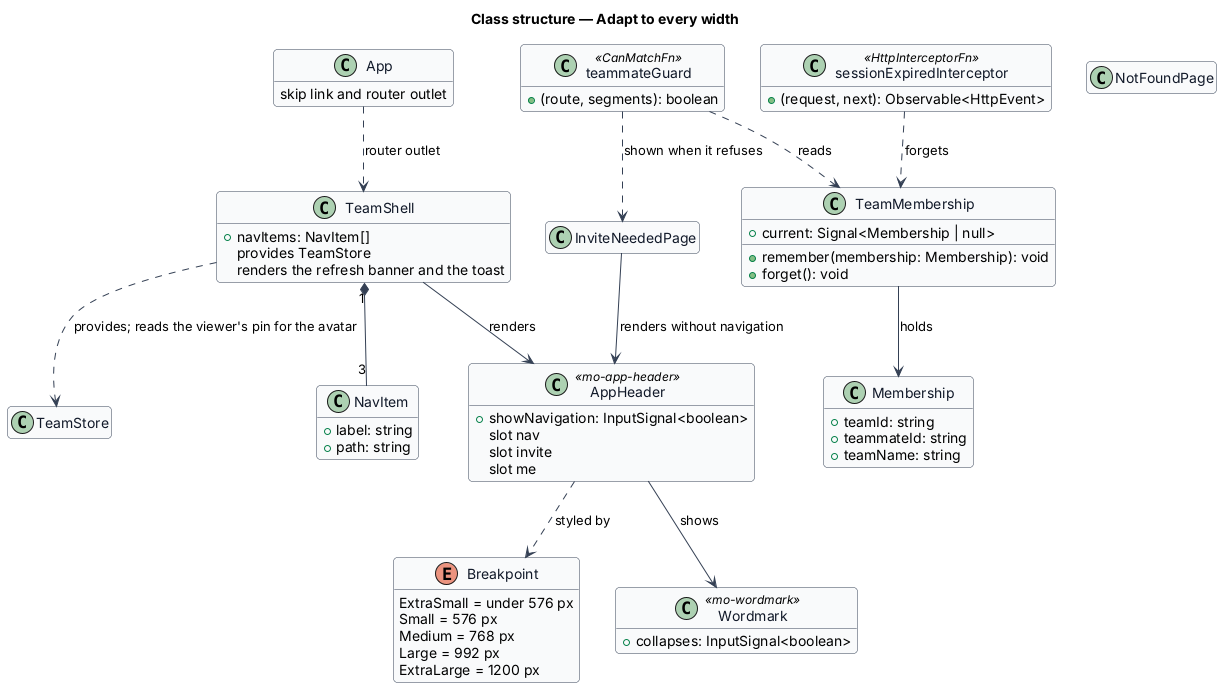 Class structure — Adapt to every width
C App
skip link and router outlet
C «CanMatchFn»
teammateGuard
(route, segments): boolean
C «HttpInterceptorFn»
sessionExpiredInterceptor
(request, next): Observable<HttpEvent>
C NotFoundPage
router outlet
shown when it refuses
reads
forgets
C TeamShell
navItems: NavItem[]
provides TeamStore
renders the refresh banner and the toast
C InviteNeededPage
C TeamMembership
current: Signal<Membership | null>
remember(membership: Membership): void
forget(): void
1
provides; reads the viewer's pin for the avatar
renders
renders without navigation
holds
3
C TeamStore
C NavItem
label: string
path: string
C «mo-app-header»
AppHeader
showNavigation: InputSignal<boolean>
slot nav
slot invite
slot me
C Membership
teamId: string
teammateId: string
teamName: string
styled by
shows
E Breakpoint
ExtraSmall = under 576 px
Small = 576 px
Medium = 768 px
Large = 992 px
ExtraLarge = 1200 px
C «mo-wordmark»
Wordmark
collapses: InputSignal<boolean>